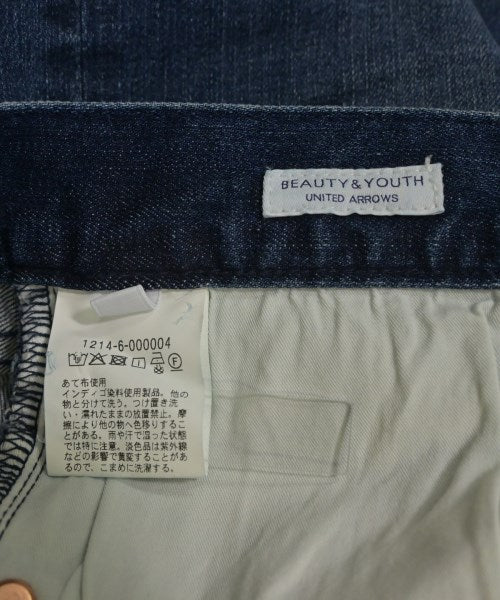 BEAUTY&YOUTH
UNITED ARROWS
1214-6-000004
あて布使用
インディゴ染料使用製品。他の
物と分けて洗う。つけ置き洗
い・濡れたままの放置禁止。摩
擦により他の物へ色移りするこ
とがある。雨や汗で湿った状態
では特に注意。淡色品は紫外線
などの影響で黄変することがあ
るので、こまめに洗濯する。